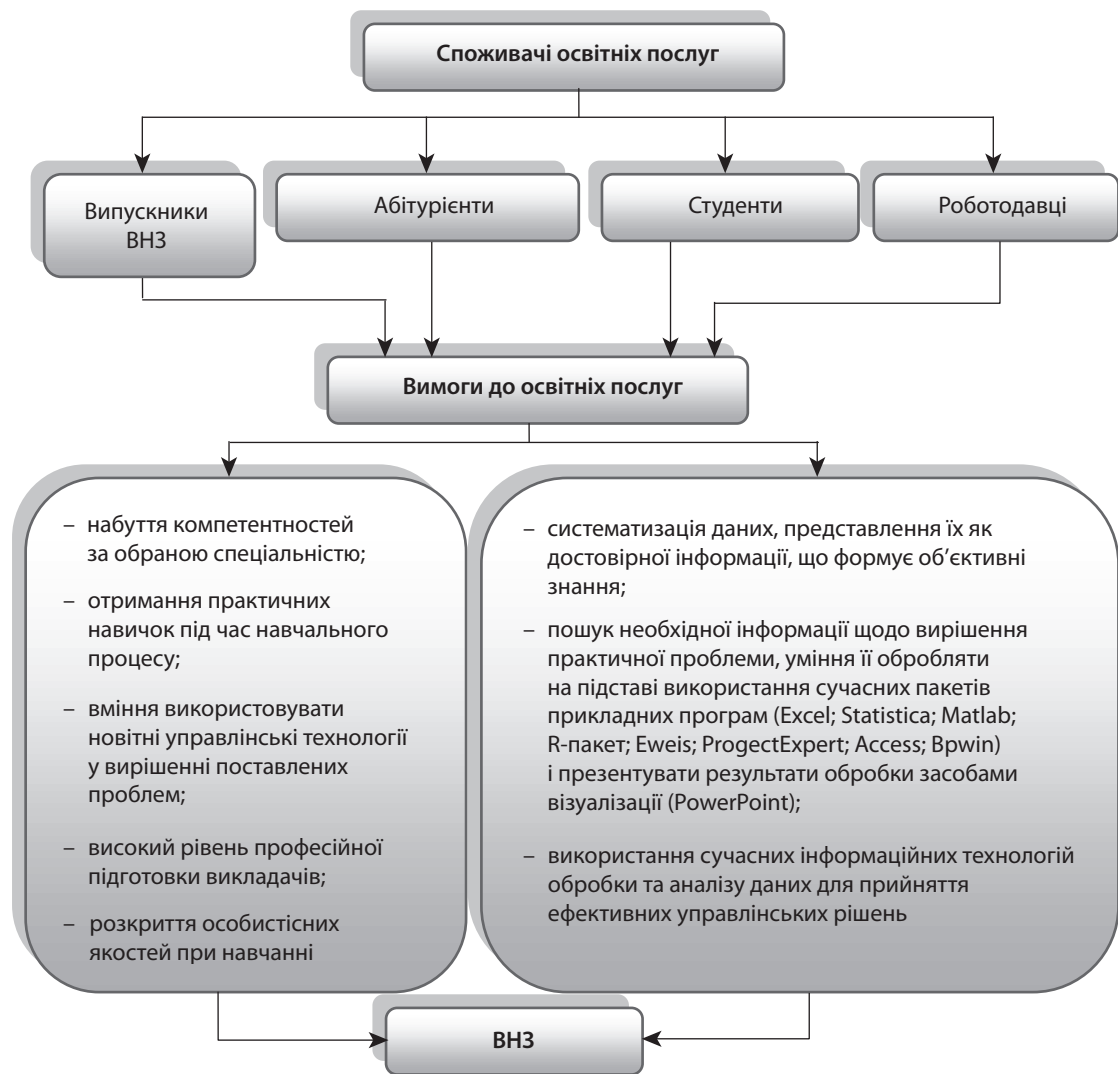 Споживачі освітніх послуг
Випускники
ВНЗ
Абітурієнти
Студенти
Роботодавці
Вимоги до освітніх послуг
– набуття компетентностей
за обраною спеціальністю;
– отримання практичних
навичок під час навчального
процесу;
– вміння використовувати
новітні управлінські технології
у вирішенні поставлених
проблем;
– високий рівень професійної
підготовки викладачів;
– розкриття особистісних
якостей при навчанні
– систематизація даних, представлення їх як
достовірної інформації, що формує об’єктивні
знання;
– пошук необхідної інформації щодо вирішення
практичної проблеми, уміння її обробляти
на підставі використання сучасних пакетів
прикладних програм (Excel; Statistica; Matlab;
R-пакет; Eweis; ProgectExpert; Access; Bpwin)
і презентувати результати обробки засобами
візуалізації (PowerPoint);
– використання сучасних інформаційних технологій
обробки та аналізу даних для прийняття
ефективних управлінських рішень
ВНЗ